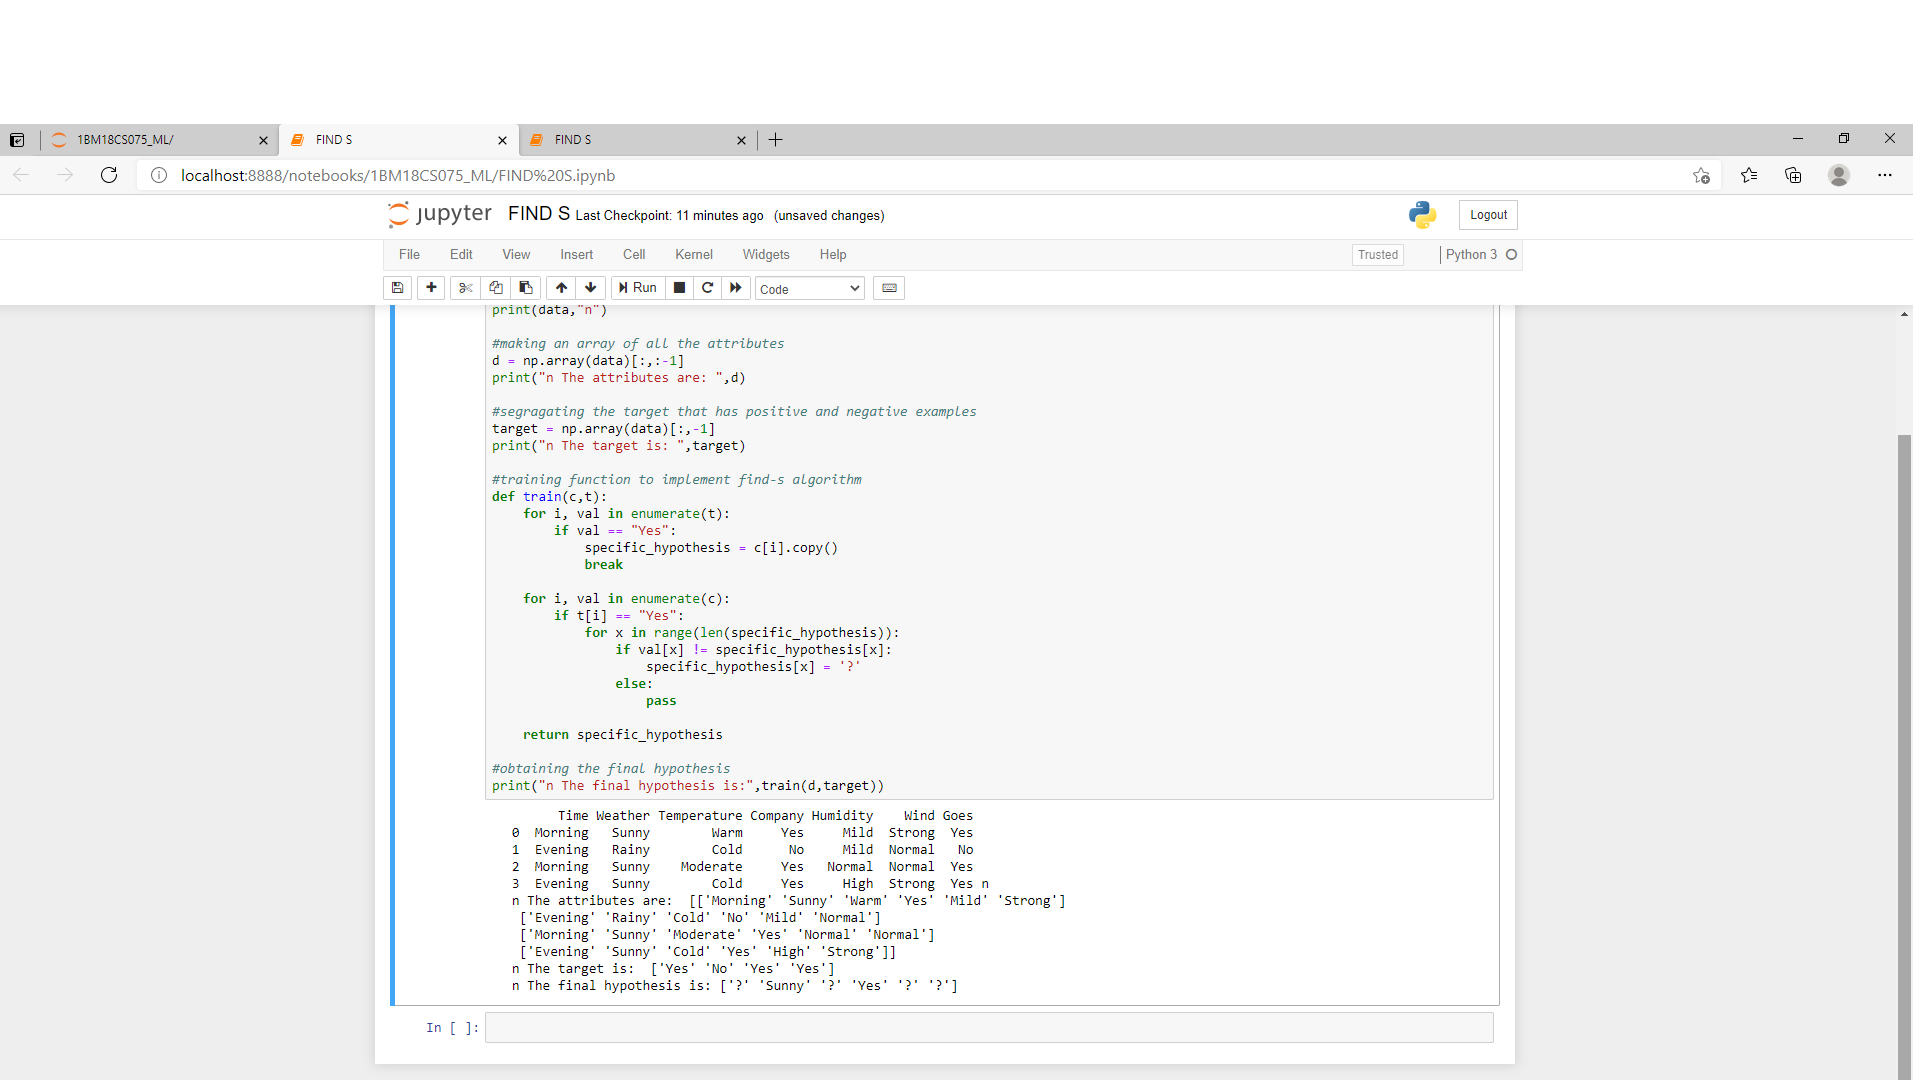 1BM18CS075_ML/ FIND S FIND S
localhost:8888/notebooks/1BM18CS075_ML/FIND%20S.ipynb
jupyter FIND S Last Checkpoint: 11 minutes ago (unsaved changes) Logout
File Edit View Insert Cell Kernel Widgets Help Trusted Python 3
Run Code
print(data,"n")
#making an array of all the attributes
d = np.array(data)[:,:-1]
print("n The attributes are: ",d)
#segragating the target that has positive and negative examples
target = np.array(data)[:,-1]
print("n The target is: ",target)
#training function to implement find-s algorithm
def train(c,t):
    for i, val in enumerate(t):
        if val == "Yes":
            specific_hypothesis = c[i].copy()
            break
    for i, val in enumerate(c):
        if t[i] == "Yes":
            for x in range(len(specific_hypothesis)):
                if val[x] != specific_hypothesis[x]:
                    specific_hypothesis[x] = '?'
                else:
                    pass
    return specific_hypothesis
#obtaining the final hypothesis
print("n The final hypothesis is:",train(d,target))
      Time Weather Temperature Company Humidity    Wind Goes
0  Morning   Sunny        Warm     Yes     Mild  Strong  Yes
1  Evening   Rainy        Cold      No     Mild  Normal   No
2  Morning   Sunny    Moderate     Yes   Normal  Normal  Yes
3  Evening   Sunny        Cold     Yes     High  Strong  Yes n
n The attributes are:  [['Morning' 'Sunny' 'Warm' 'Yes' 'Mild' 'Strong']
 ['Evening' 'Rainy' 'Cold' 'No' 'Mild' 'Normal']
 ['Morning' 'Sunny' 'Moderate' 'Yes' 'Normal' 'Normal']
 ['Evening' 'Sunny' 'Cold' 'Yes' 'High' 'Strong']]
n The target is:  ['Yes' 'No' 'Yes' 'Yes']
n The final hypothesis is: ['?' 'Sunny' '?' 'Yes' '?' '?']
In [ ]: